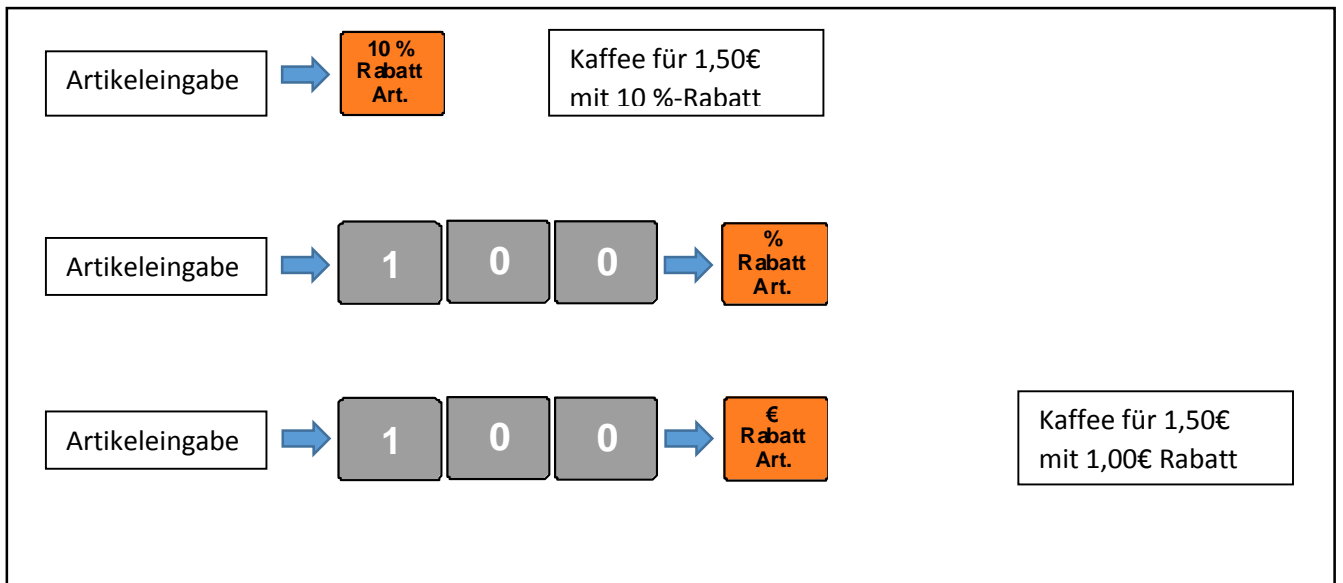 Artikeleingabe
10 %
Rabatt
Art.
Kaffee für 1,50€
mit 10 %-Rabatt
Artikeleingabe
1 0 0
%
Rabatt
Art.
Artikeleingabe
1 0 0
€
Rabatt
Art.
Kaffee für 1,50€
mit 1,00€ Rabatt